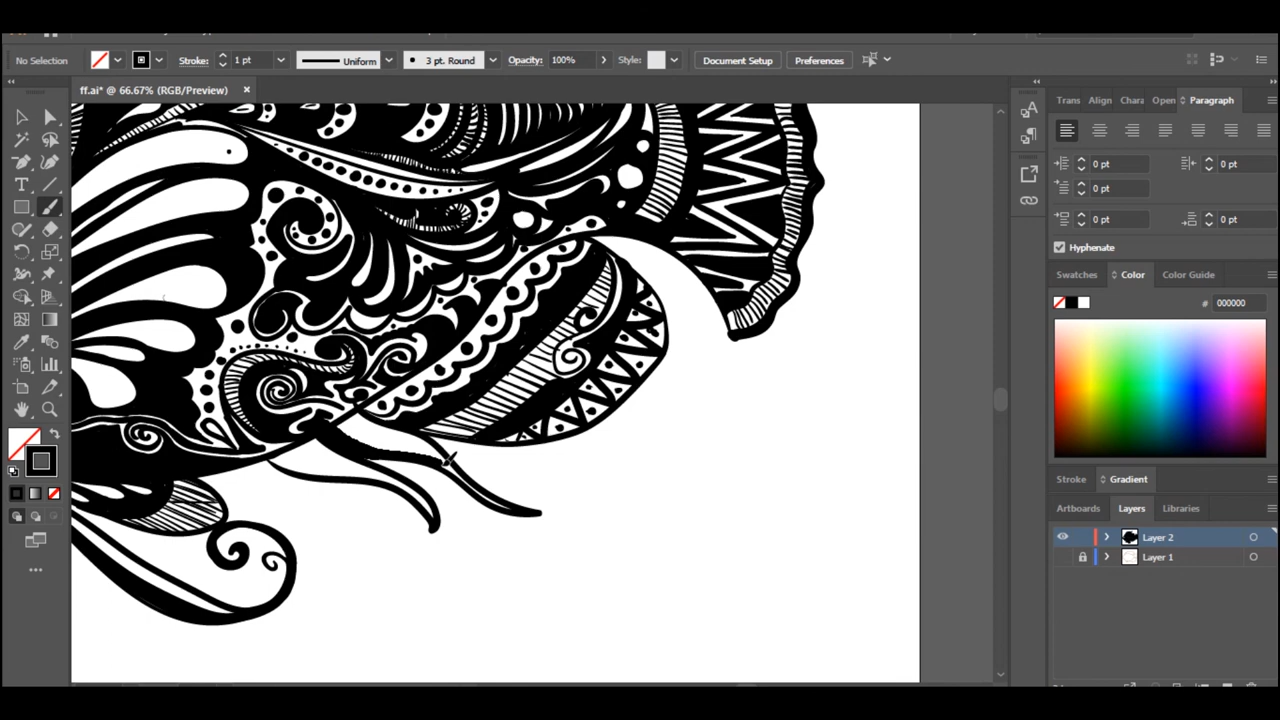 No Selection Stroke: 1 pt Uniform 3 pt. Round Opacity: 100% Style: Document Setup Preferences
ff.ai* @ 66.67% (RGB/Preview) ×
Trans Align Chara Open Paragraph
0 pt 0 pt
0 pt
0 pt 0 pt
Hyphenate
Swatches Color Color Guide
# 000000
Stroke Gradient
Artboards Layers Libraries
Layer 2
Layer 1